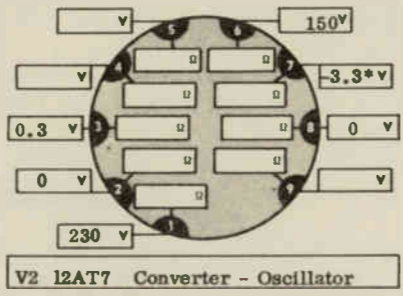 V 150V
5 6
Ω Ω
V 4 7 -3.3* V
Ω Ω
0.3 V 3 Ω Ω 8 0 V
Ω Ω
0 V 2 9 V
Ω
230 V 1
V2 12AT7 Converter - Oscillator